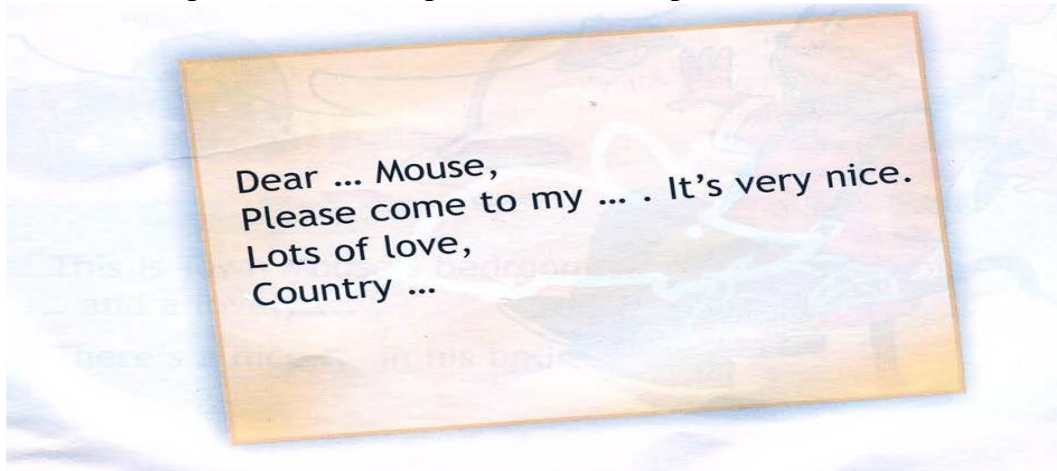 Dear ... Mouse,
Please come to my ... . It's very nice.
Lots of love,
Country ...